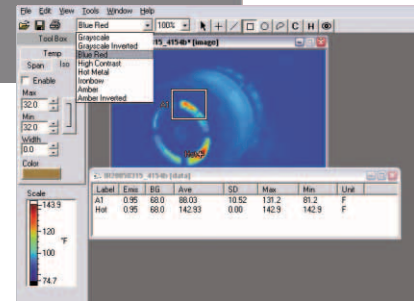 File Edit View Tools Window Help
Blue Red 100% A C H
Tool Box
Temp
Span Iso
Enable
Max
32.0
Min
32.0
Width
0.0
Color
Scale
143.9
120
°F
100
74.7
Grayscale
Grayscale Inverted
Blue Red
High Contrast
Hot Metal
Ironbow
Amber
Amber Inverted
315_4154b* [image]
A1
IR20050315_4154b [data]
Label Emis BG Ave SD Max Min Unit
A1 0.95 68.0 88.03 10.52 131.2 81.2 F
Hot 0.95 68.0 142.93 0.00 142.9 142.9 F